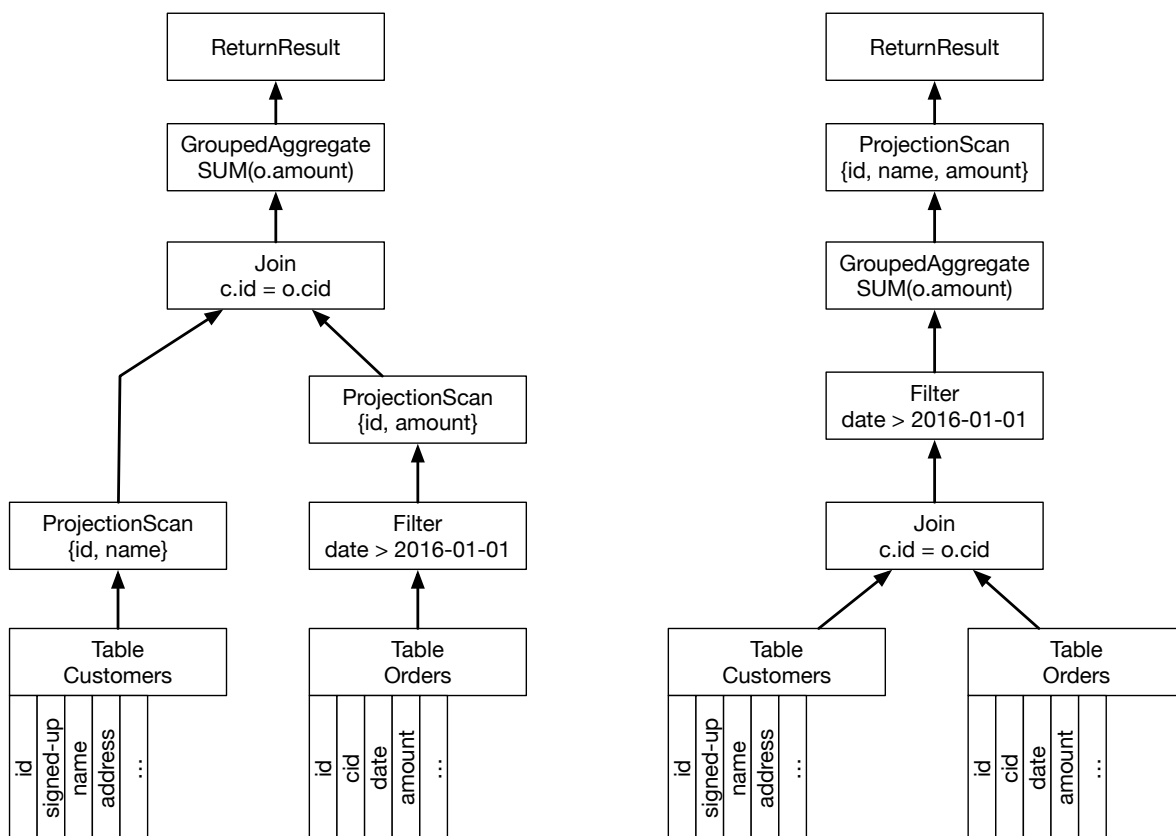 ReturnResult
GroupedAggregate
SUM(o.amount)
Join
c.id = o.cid
ProjectionScan
{id, amount}
ProjectionScan
{id, name}
Filter
date > 2016-01-01
Table
Customers
Table
Orders
id
signed-up
name
address
...
id
cid
date
amount
...
ReturnResult
ProjectionScan
{id, name, amount}
GroupedAggregate
SUM(o.amount)
Filter
date > 2016-01-01
Join
c.id = o.cid
Table
Customers
Table
Orders
id
signed-up
name
address
...
id
cid
date
amount
...